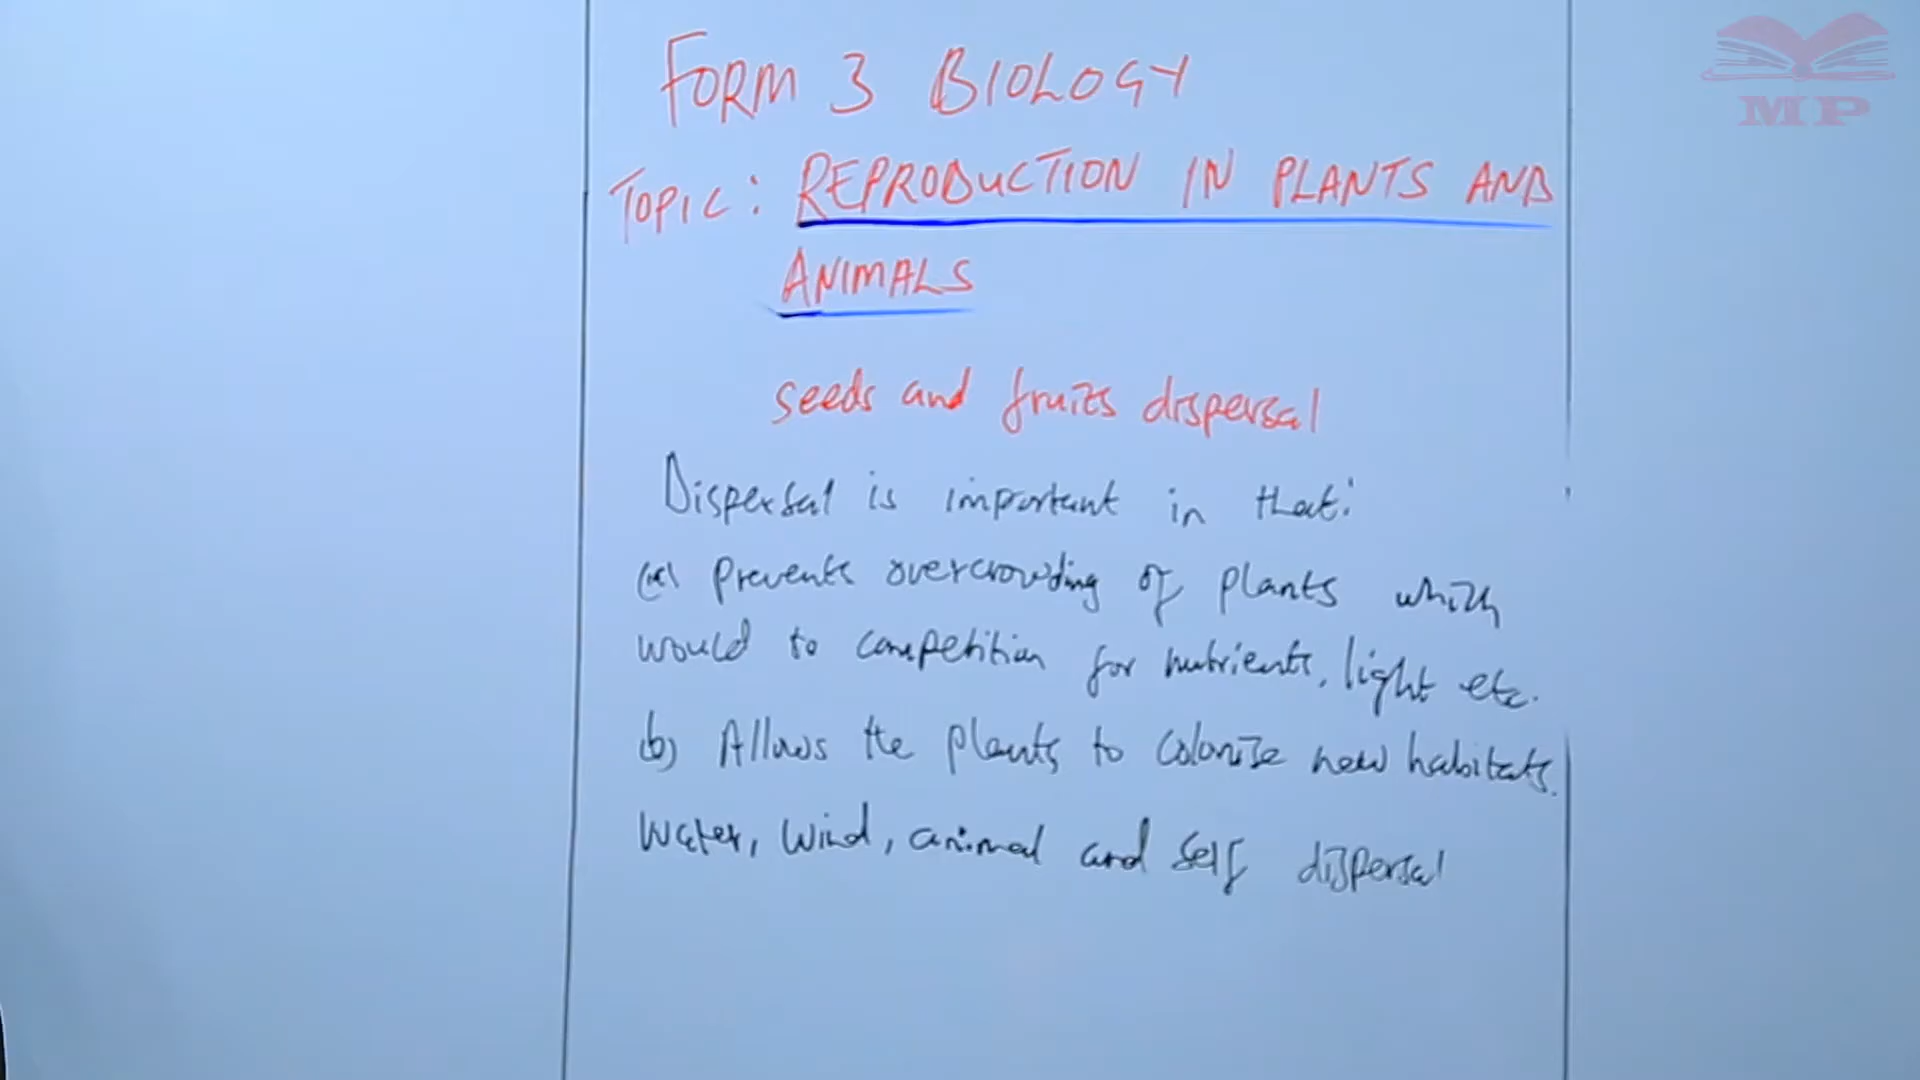 FORM 3 BIOLOGY
TOPIC: REPRODUCTION IN PLANTS AND
ANIMALS
seeds and fruits dispersal
Dispersal is important in that:
(a) prevents overcrowding of plants which
would to competition for nutrients, light etc.
b) Allows the plants to colonize new habitats.
Water, Wind, animal and self dispersal
MP